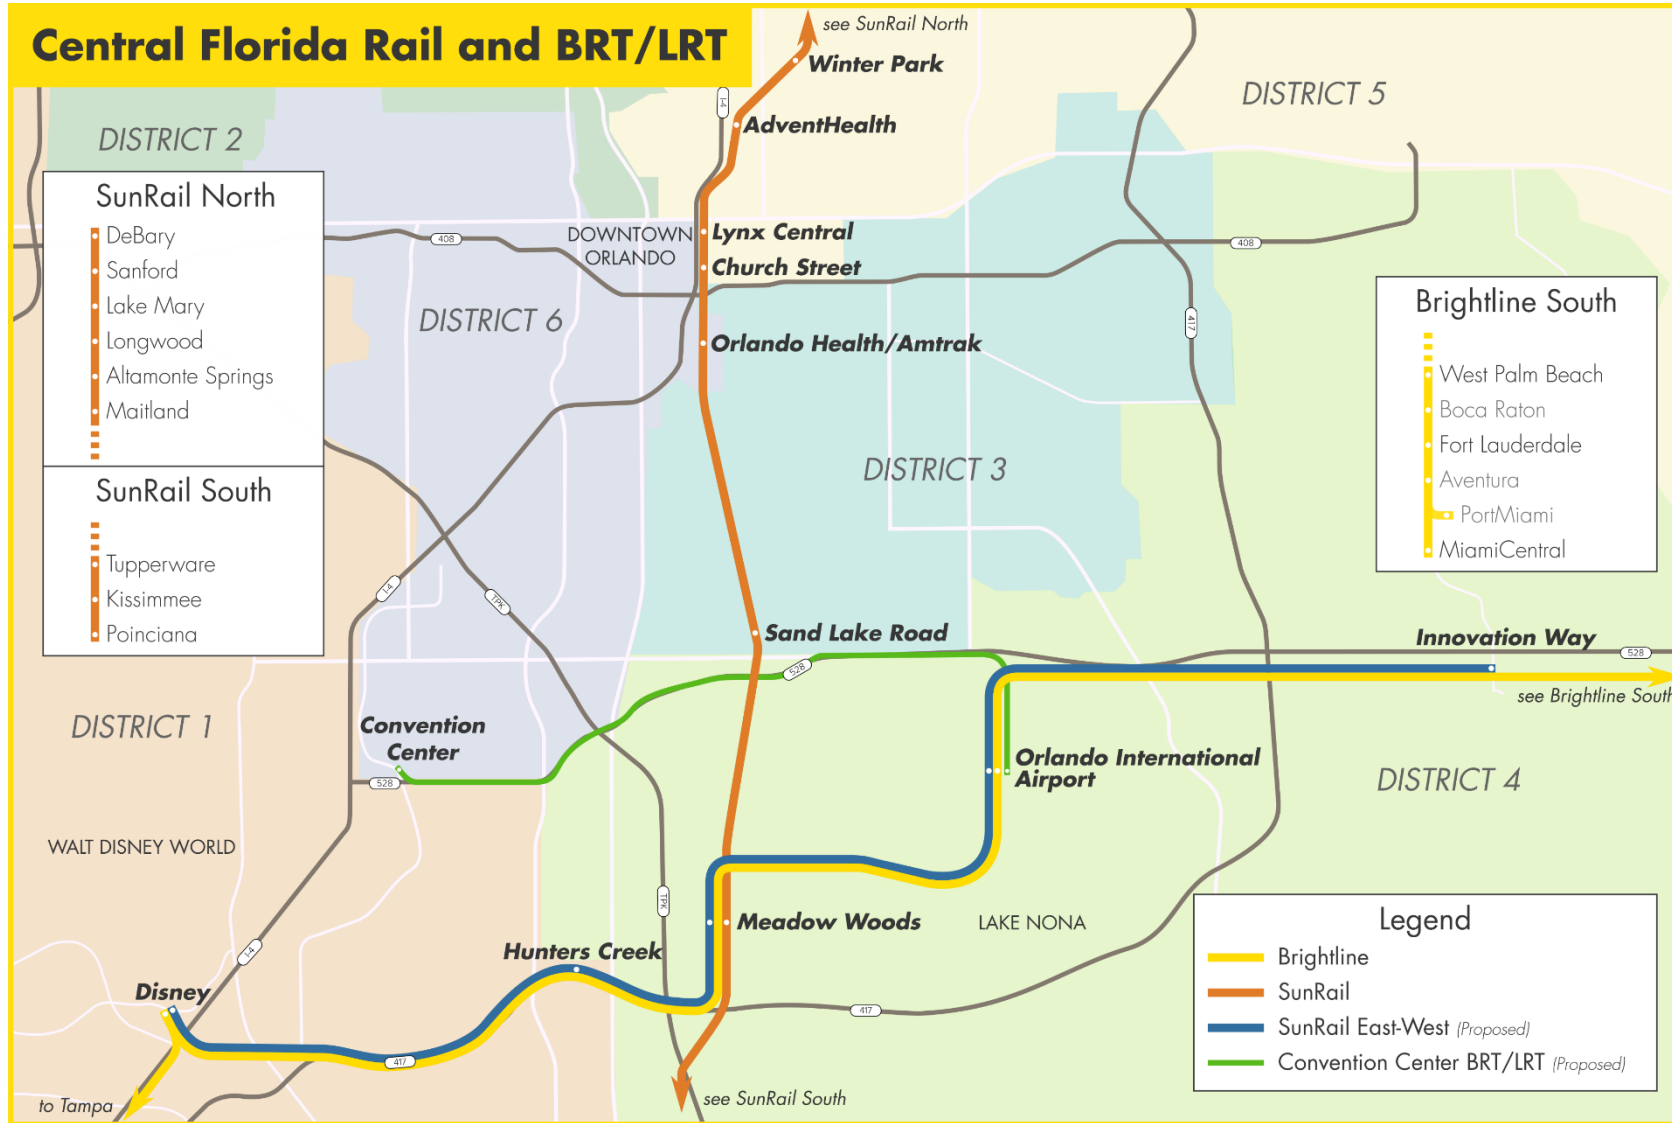 Central Florida Rail and BRT/LRT
see SunRail North
Winter Park
I-4
DISTRICT 5
AdventHealth
DISTRICT 2
SunRail North
DeBary
Sanford
Lake Mary
Longwood
Altamonte Springs
Maitland
SunRail South
Tupperware
Kissimmee
Poinciana
408
DOWNTOWN
ORLANDO
Lynx Central
Church Street
408
DISTRICT 6
417
Orlando Health/Amtrak
Brightline South
West Palm Beach
Boca Raton
Fort Lauderdale
Aventura
PortMiami
MiamiCentral
DISTRICT 3
I-4
TPK
Sand Lake Road
Innovation Way
528
528
see Brightline South
DISTRICT 1
Convention
Center
528
Orlando International
Airport
DISTRICT 4
WALT DISNEY WORLD
TPK
Meadow Woods
LAKE NONA
Hunters Creek
I-4
Disney
417
417
to Tampa
see SunRail South
Legend
Brightline
SunRail
SunRail East-West (Proposed)
Convention Center BRT/LRT (Proposed)